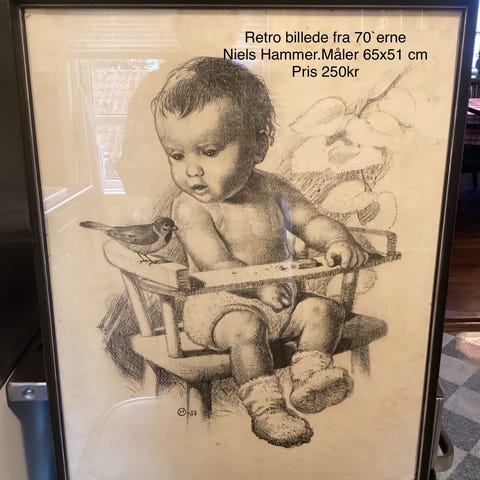 Retro billede fra 70`erne
Niels Hammer.Måler 65x51 cm
Pris 250kr